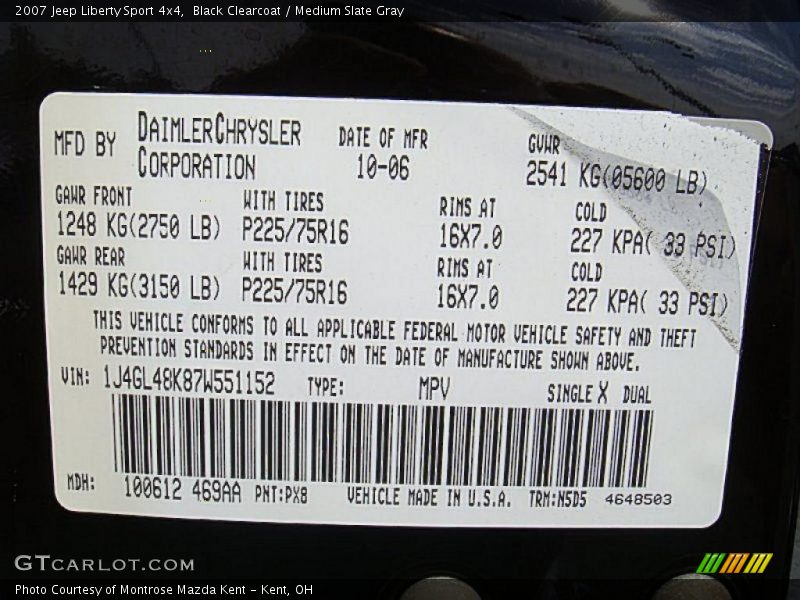 2007 Jeep Liberty Sport 4x4,  Black Clearcoat / Medium Slate Gray
MFD BY DAIMLERCHRYSLER CORPORATION
DATE OF MFR
10-06
GVWR
2541 KG(05600 LB)
GAWR FRONT WITH TIRES RIMS AT COLD
1248 KG(2750 LB) P225/75R16 16X7.0 227 KPA( 33 PSI)
GAWR REAR WITH TIRES RIMS AT COLD
1429 KG(3150 LB) P225/75R16 16X7.0 227 KPA( 33 PSI)
THIS VEHICLE CONFORMS TO ALL APPLICABLE FEDERAL MOTOR VEHICLE SAFETY AND THEFT
PREVENTION STANDARDS IN EFFECT ON THE DATE OF MANUFACTURE SHOWN ABOVE.
VIN: 1J4GL48K87W551152 TYPE: MPV SINGLE X DUAL
MDH: 100612 469AA PNT:PX8 VEHICLE MADE IN U.S.A. TRM:N5D5 4648503
GTCARLOT.COM
Photo Courtesy of Montrose Mazda Kent - Kent, OH